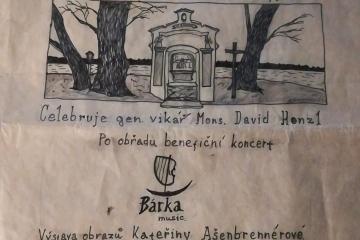 Celebruje gen. vikář Mons. David Henzl
Po obřadu benefiční koncert
Bárka
music
Výstava obrazů Kateřiny Ašenbrennérové